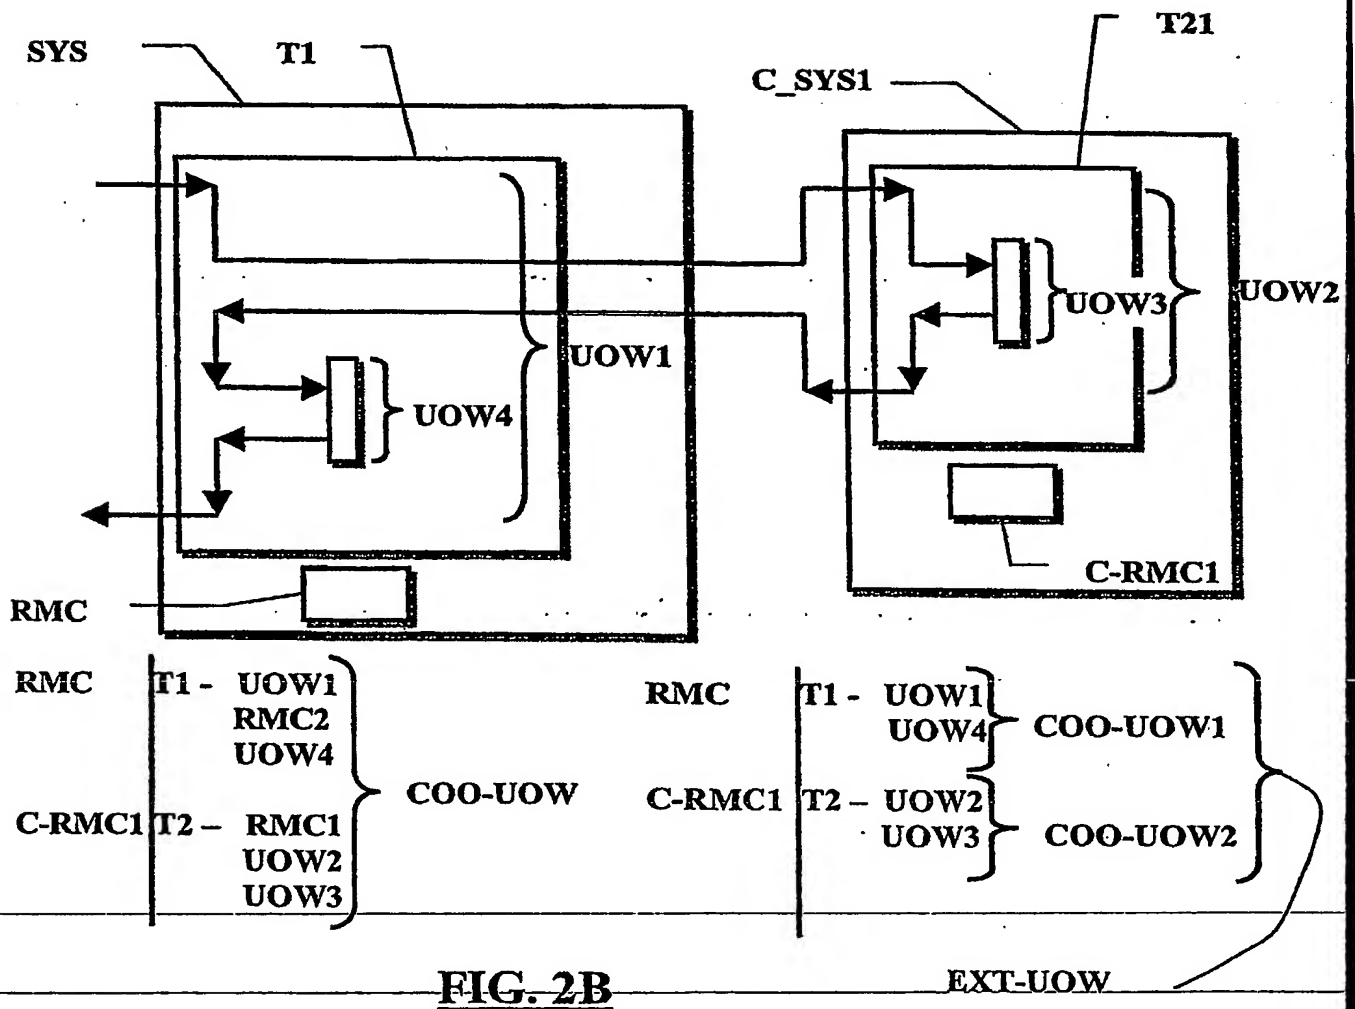 SYS
T1
C_SYS1
T21
UOW1
UOW4
UOW3
UOW2
C-RMC1
RMC
RMC T1 - UOW1
RMC2
UOW4
C-RMC1 T2 – RMC1
UOW2
UOW3
COO-UOW
RMC T1 - UOW1
UOW4
COO-UOW1
C-RMC1 T2 – UOW2
UOW3
COO-UOW2
EXT-UOW
FIG. 2B